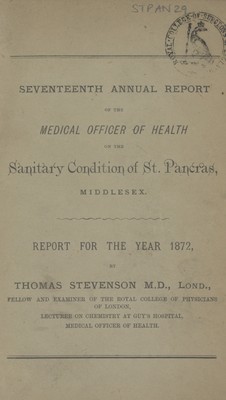 STPAN 29
SEVENTEENTH ANNUAL REPORT
OF THE
MEDICAL OFFICER OF HEALTH
ON THE
Sanitary Condition of St. Pancras,
MIDDLESEX.
REPORT FOR THE YEAR 1872,
BY
THOMAS STEVENSON M.D., LOND.,
FELLOW AND EXAMINER OF THE ROYAL COLLEGE OF PHYSICIANS
OF LONDON,
LECTURER ON CHEMISTRY AT GUY'S HOSPITAL,
MEDICAL OFFICER OF HEALTH.